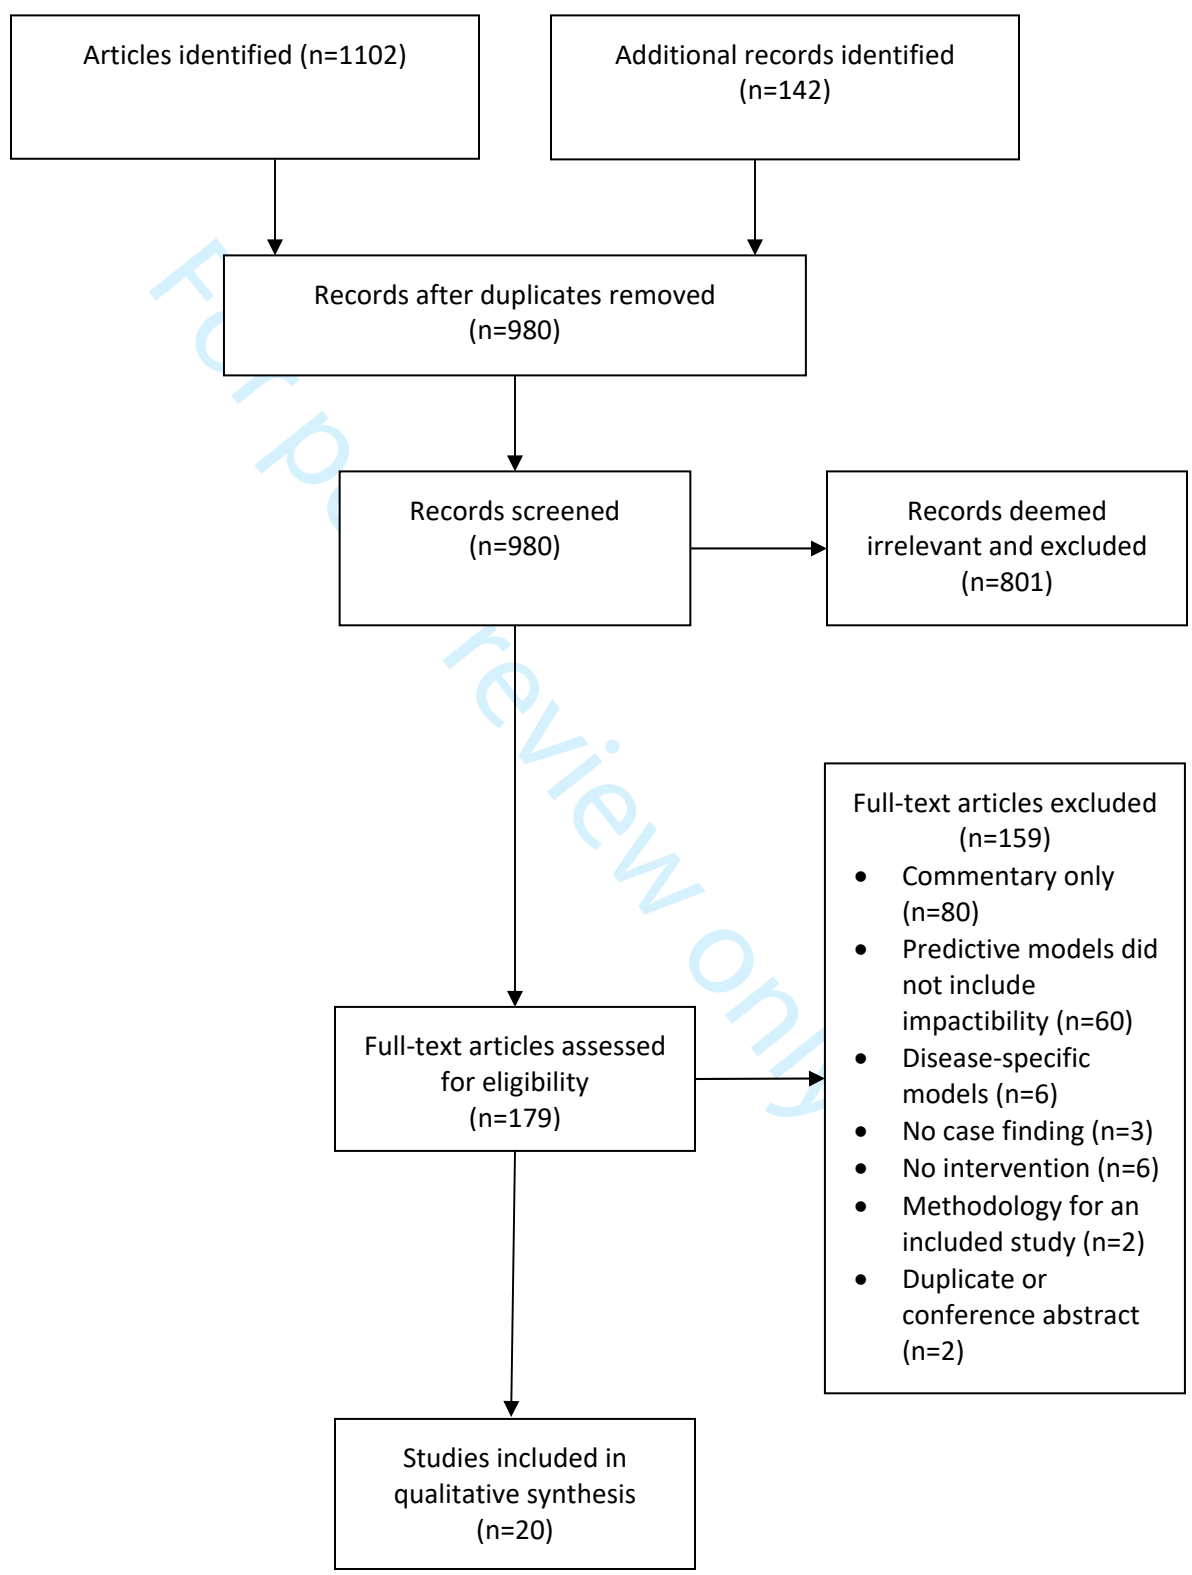 Articles identified (n=1102)
Additional records identified
(n=142)
Records after duplicates removed
(n=980)
Records screened
(n=980)
Records deemed
irrelevant and excluded
(n=801)
Full-text articles excluded
(n=159)
• Commentary only
(n=80)
• Predictive models did
not include
impactibility (n=60)
• Disease-specific
models (n=6)
• No case finding (n=3)
• No intervention (n=6)
• Methodology for an
included study (n=2)
• Duplicate or
conference abstract
(n=2)
Full-text articles assessed
for eligibility
(n=179)
Studies included in
qualitative synthesis
(n=20)
For pe review only